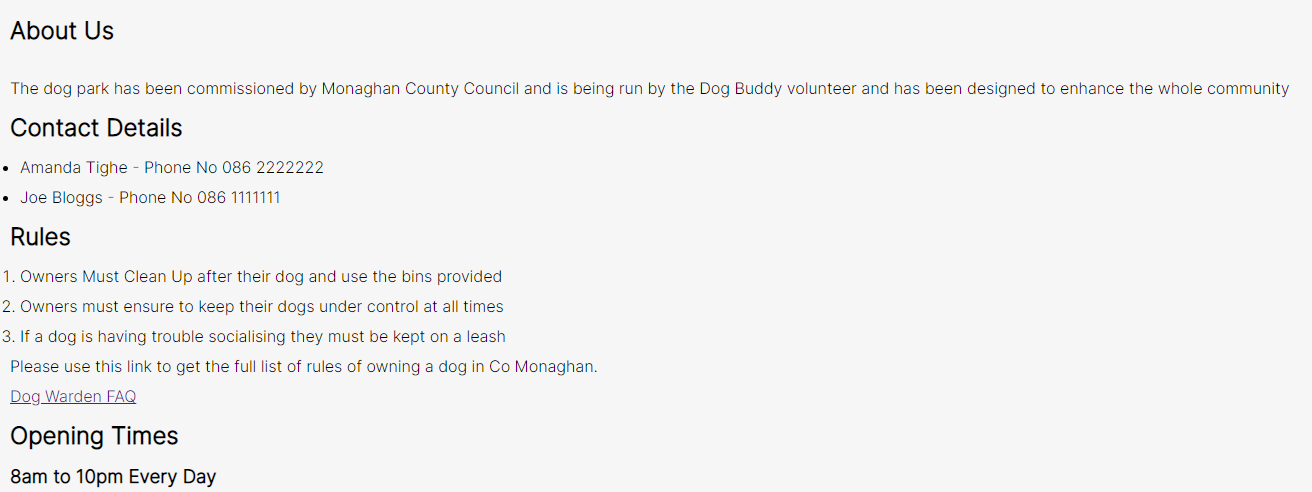 About Us
The dog park has been commissioned by Monaghan County Council and is being run by the Dog Buddy volunteer and has been designed to enhance the whole community
Contact Details
• Amanda Tighe - Phone No 086 2222222
• Joe Bloggs - Phone No 086 1111111
Rules
1. Owners Must Clean Up after their dog and use the bins provided
2. Owners must ensure to keep their dogs under control at all times
3. If a dog is having trouble socialising they must be kept on a leash
Please use this link to get the full list of rules of owning a dog in Co Monaghan.
Dog Warden FAQ
Opening Times
8am to 10pm Every Day